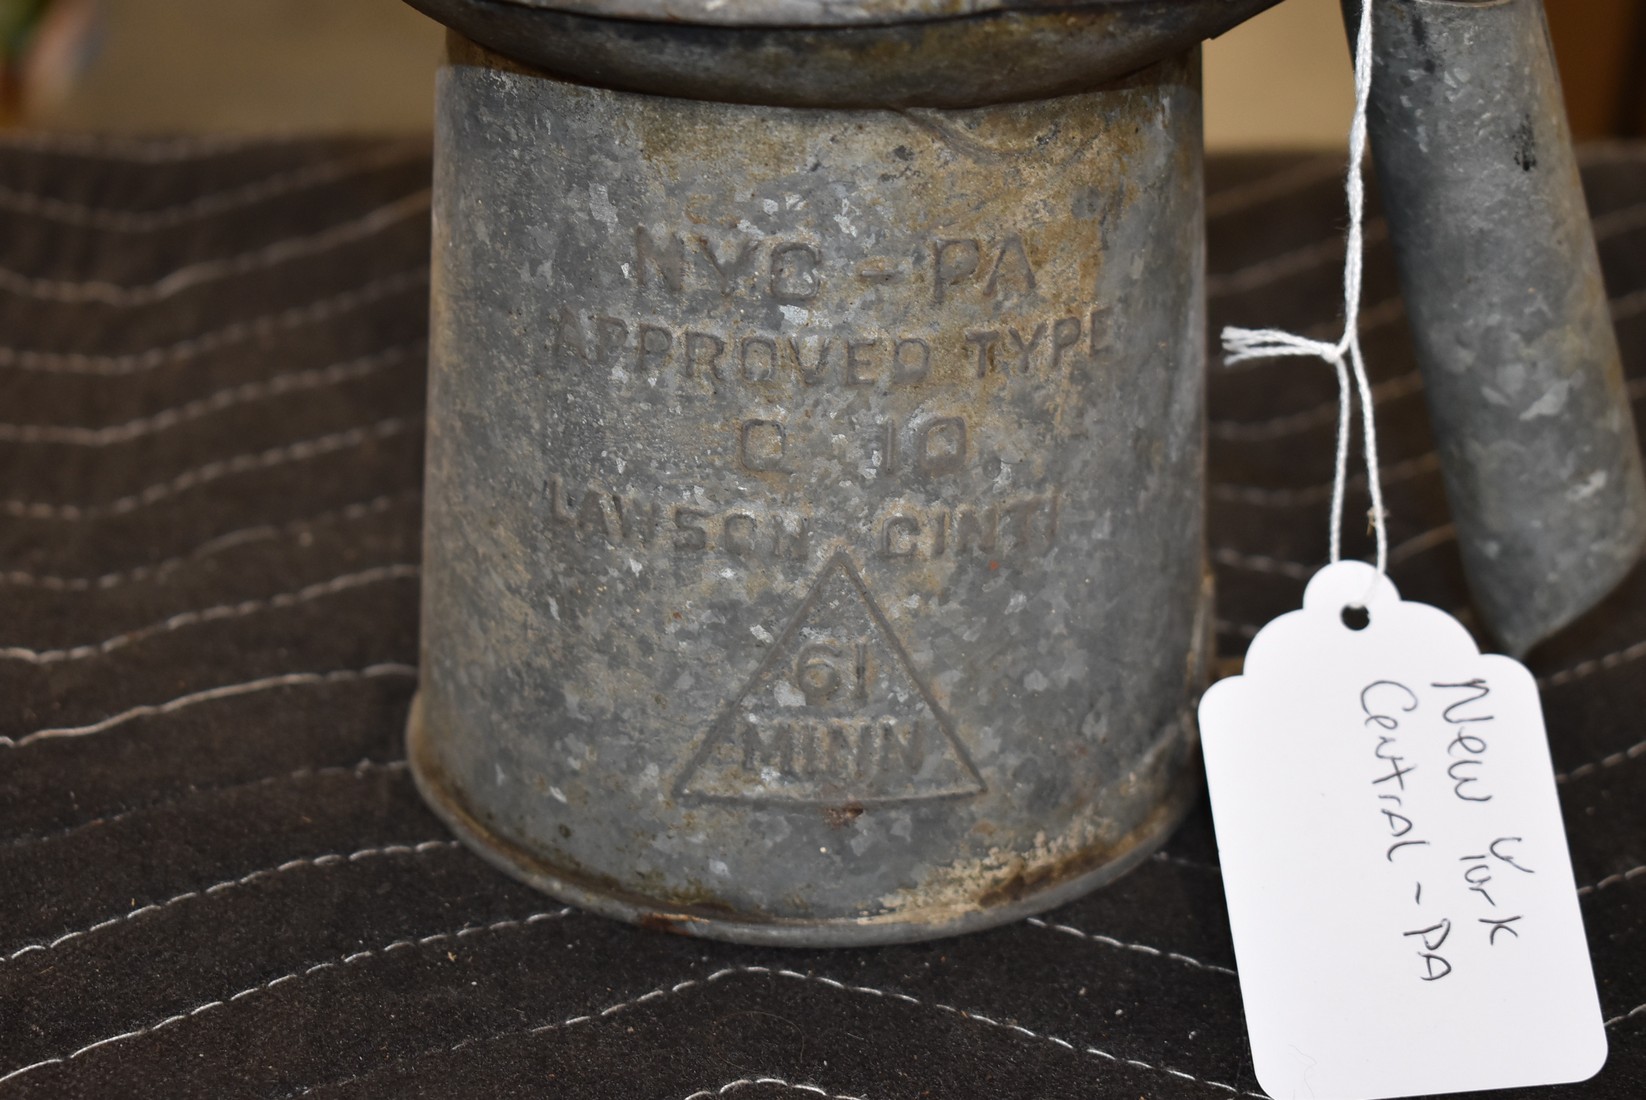 NYC - PA
APPROVED TYPE
Q 10
LAWSON CINTI
61
MINN
New York
Central - PA